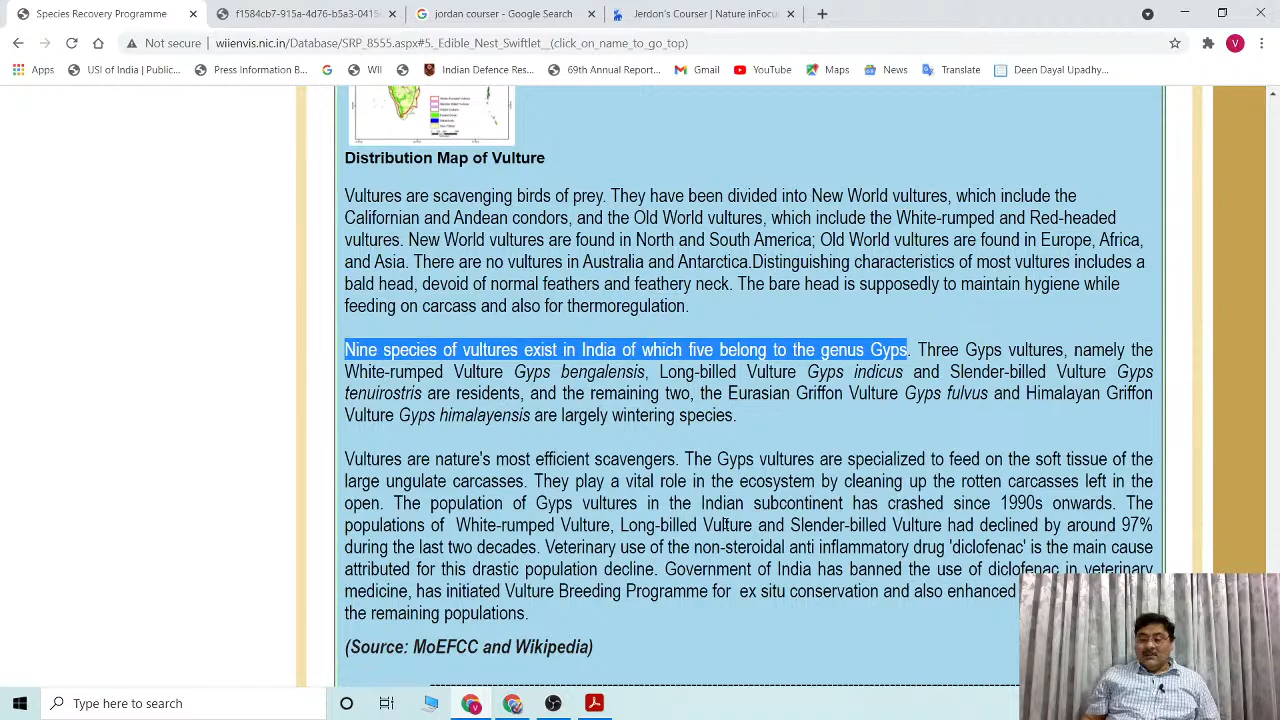 Species Recovery Programme
f1584cb7-915a-4d76-b5a3-0415
jordan courser - Google Search
Jerdon's Courser | Nature inFocu
Not secure
wiienvis.nic.in/Database/SRP_8555.aspx#5_Edible_Nest_Swiftlet_(click_on_name_to_go_top)
V
Apps
USI of India | Public...
Press Information B...
WII
Indian Defence Res...
69th Annual Report...
Gmail
YouTube
Maps
News
Translate
Deen Dayal Upadhy...
Distribution Map of Vulture
Vultures are scavenging birds of prey. They have been divided into New World vultures, which include the
Californian and Andean condors, and the Old World vultures, which include the White-rumped and Red-headed
vultures. New World vultures are found in North and South America; Old World vultures are found in Europe, Africa,
and Asia. There are no vultures in Australia and Antarctica.Distinguishing characteristics of most vultures includes a
bald head, devoid of normal feathers and feathery neck. The bare head is supposedly to maintain hygiene while
feeding on carcass and also for thermoregulation.
Nine species of vultures exist in India of which five belong to the genus Gyps. Three Gyps vultures, namely the
White-rumped Vulture Gyps bengalensis, Long-billed Vulture Gyps indicus and Slender-billed Vulture Gyps
tenuirostris are residents, and the remaining two, the Eurasian Griffon Vulture Gyps fulvus and Himalayan Griffon
Vulture Gyps himalayensis are largely wintering species.
Vultures are nature's most efficient scavengers. The Gyps vultures are specialized to feed on the soft tissue of the
large ungulate carcasses. They play a vital role in the ecosystem by cleaning up the rotten carcasses left in the
open. The population of Gyps vultures in the Indian subcontinent has crashed since 1990s onwards. The
populations of White-rumped Vulture, Long-billed Vulture and Slender-billed Vulture had declined by around 97%
during the last two decades. Veterinary use of the non-steroidal anti inflammatory drug 'diclofenac' is the main cause
attributed for this drastic population decline. Government of India has banned the use of diclofenac in veterinary
medicine, has initiated Vulture Breeding Programme for ex situ conservation and also enhanced
the remaining populations.
(Source: MoEFCC and Wikipedia)
Type here to search